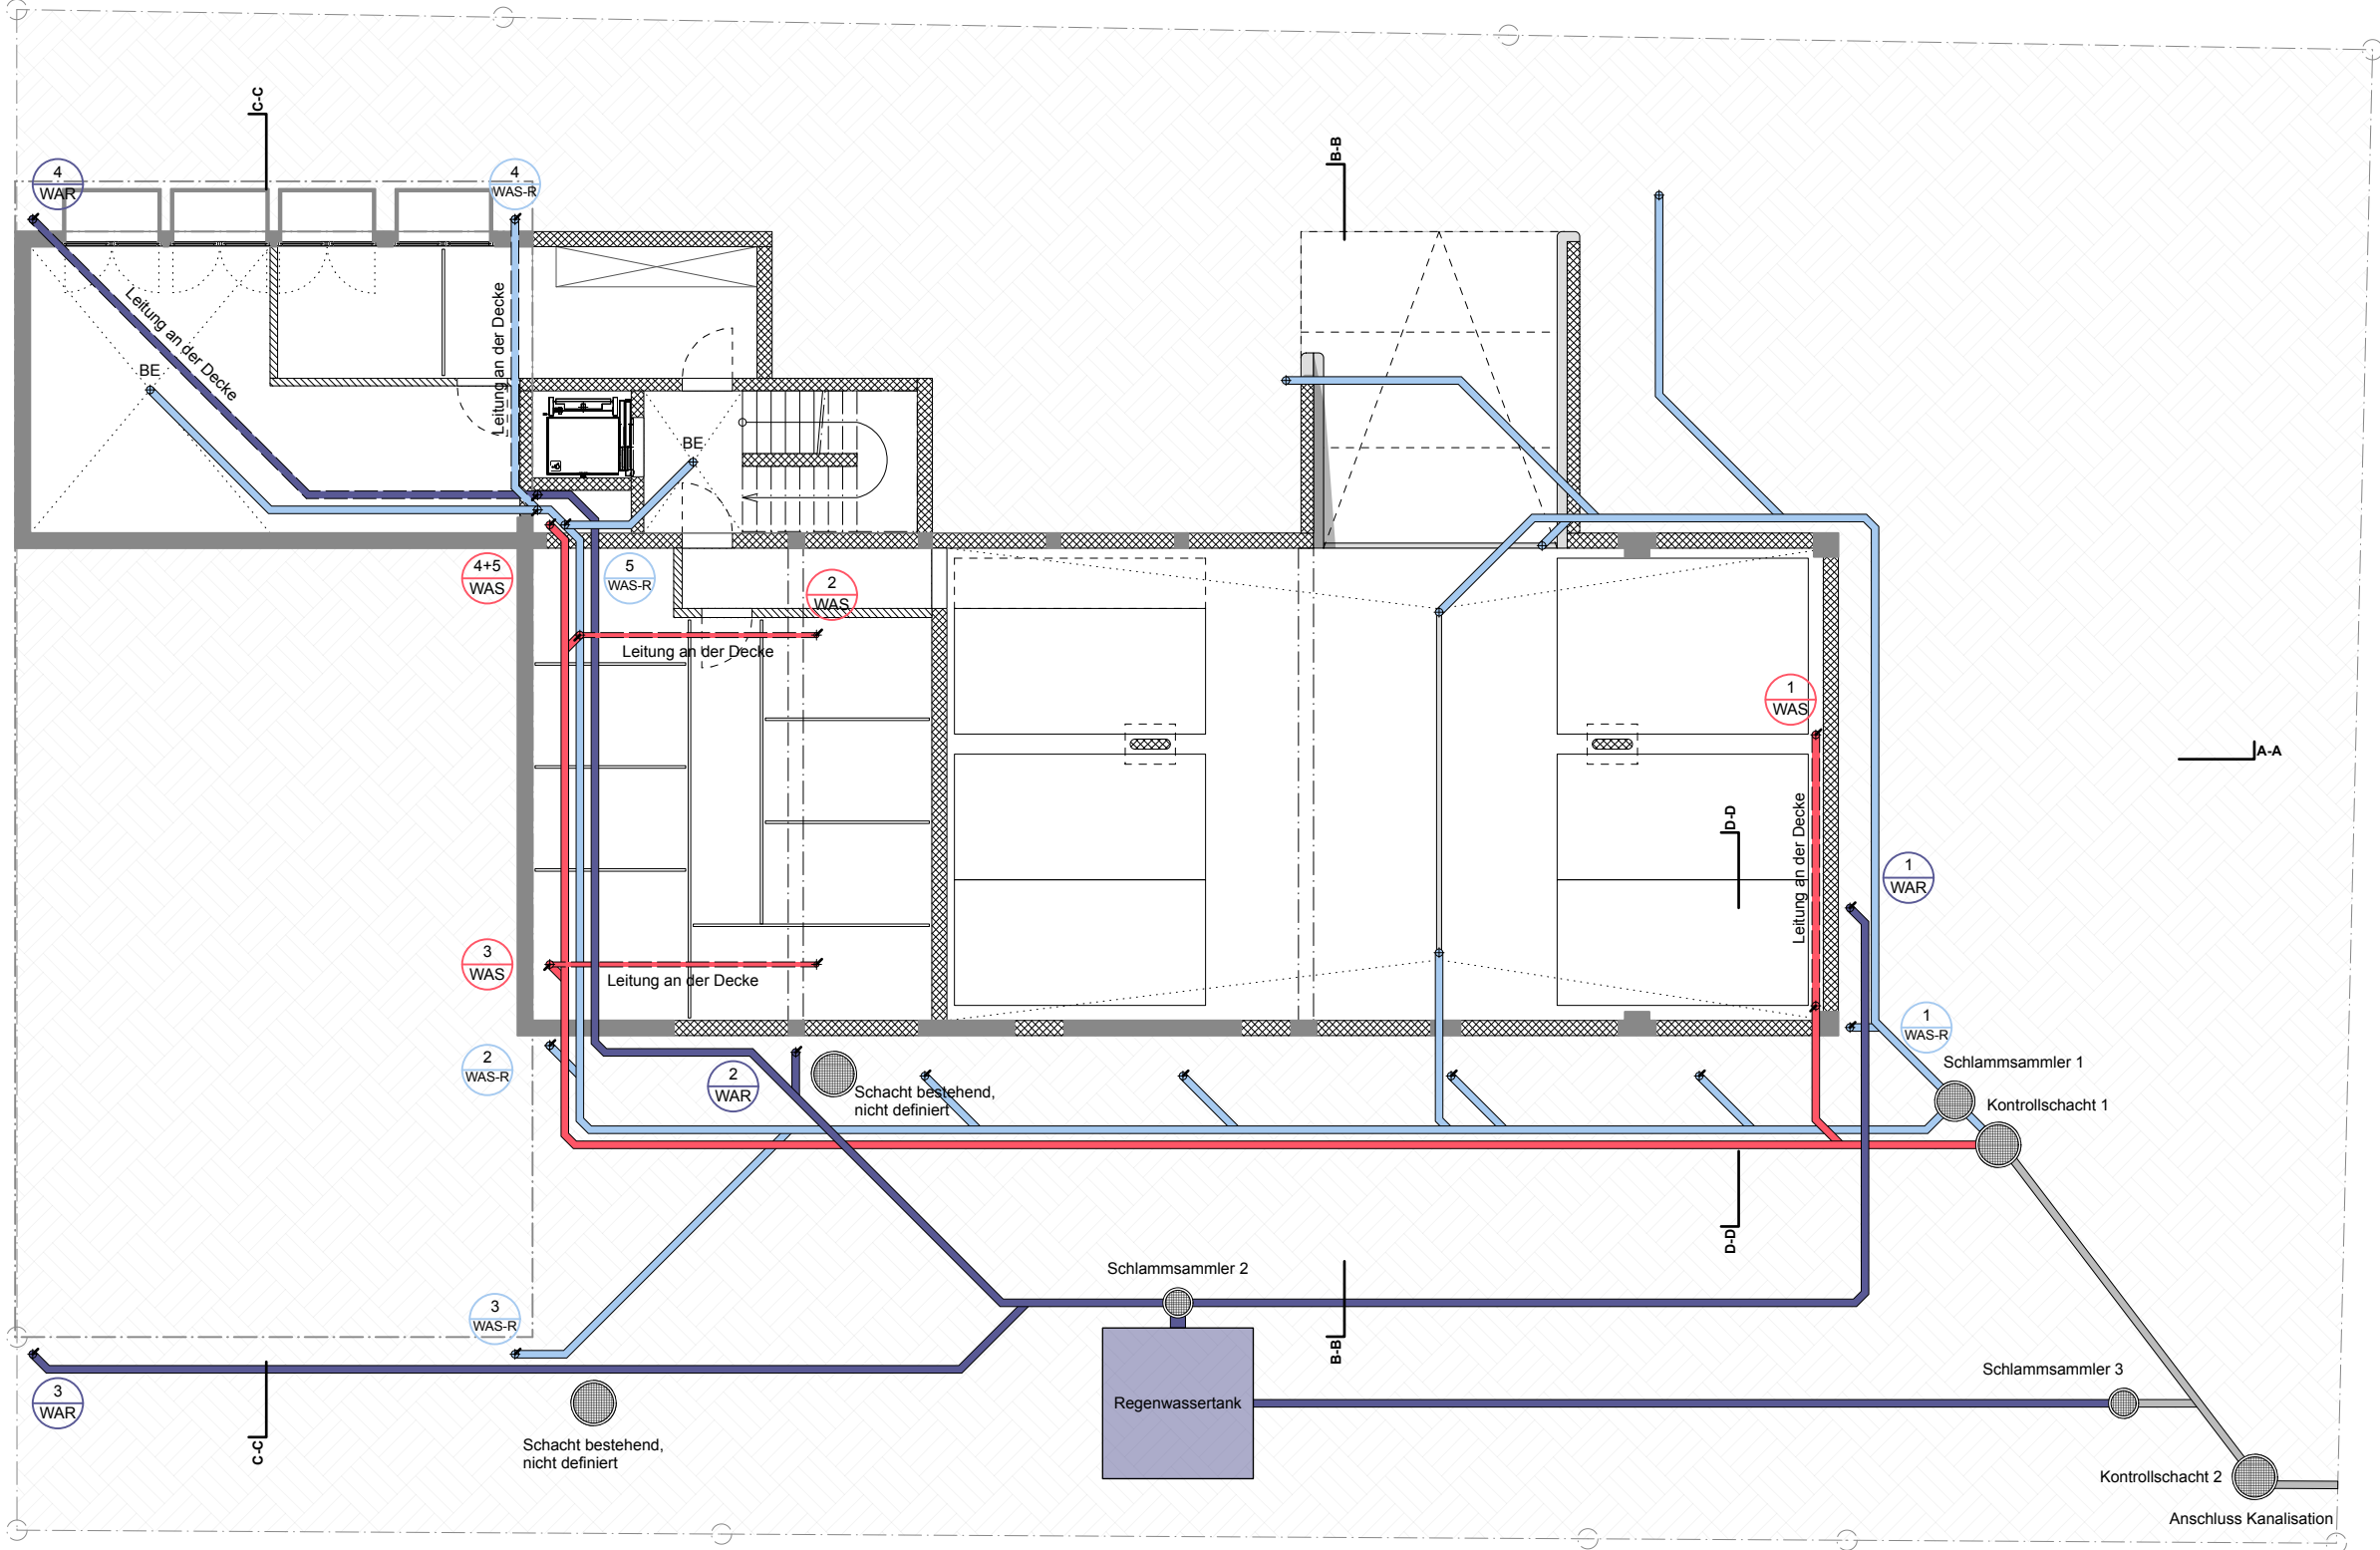 C-C
B-B
4
WAR
4
WAS-R
Leitung an der Decke
Leitung an der Decke
BE
BE
4+5
WAS
5
WAS-R
2
WAS
Leitung an der Decke
1
WAS
A-A
D-D
Leitung an der Decke
1
WAR
3
WAS
Leitung an der Decke
1
WAS-R
2
WAS-R
2
WAR
Schacht bestehend,
nicht definiert
Schlammsammler 1
Kontrollschacht 1
D-D
Schlammsammler 2
3
WAS-R
B-B
3
WAR
C-C
Regenwassertank
Schlammsammler 3
Schacht bestehend,
nicht definiert
Kontrollschacht 2
Anschluss Kanalisation